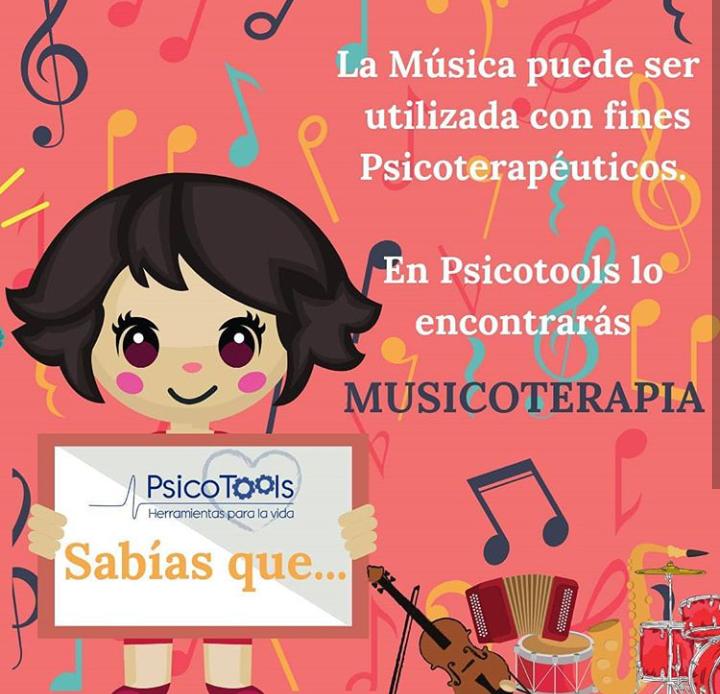 La Música puede ser
utilizada con fines
Psicoterapéuticos.
En Psicotools lo
encontrarás
MUSICOTERAPIA
PsicoTools
Herramientas para la vida
Sabías que...